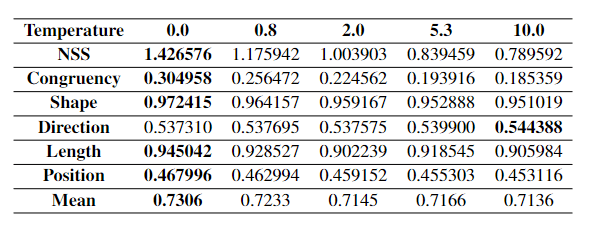 Temperature 0.0 0.8 2.0 5.3 10.0
NSS 1.426576 1.175942 1.003903 0.839459 0.789592
Congruency 0.304958 0.256472 0.224562 0.193916 0.185359
Shape 0.972415 0.964157 0.959167 0.952888 0.951019
Direction 0.537310 0.537695 0.537575 0.539900 0.544388
Length 0.945042 0.928527 0.902239 0.918545 0.905984
Position 0.467996 0.462994 0.459152 0.455303 0.453116
Mean 0.7306 0.7233 0.7145 0.7166 0.7136